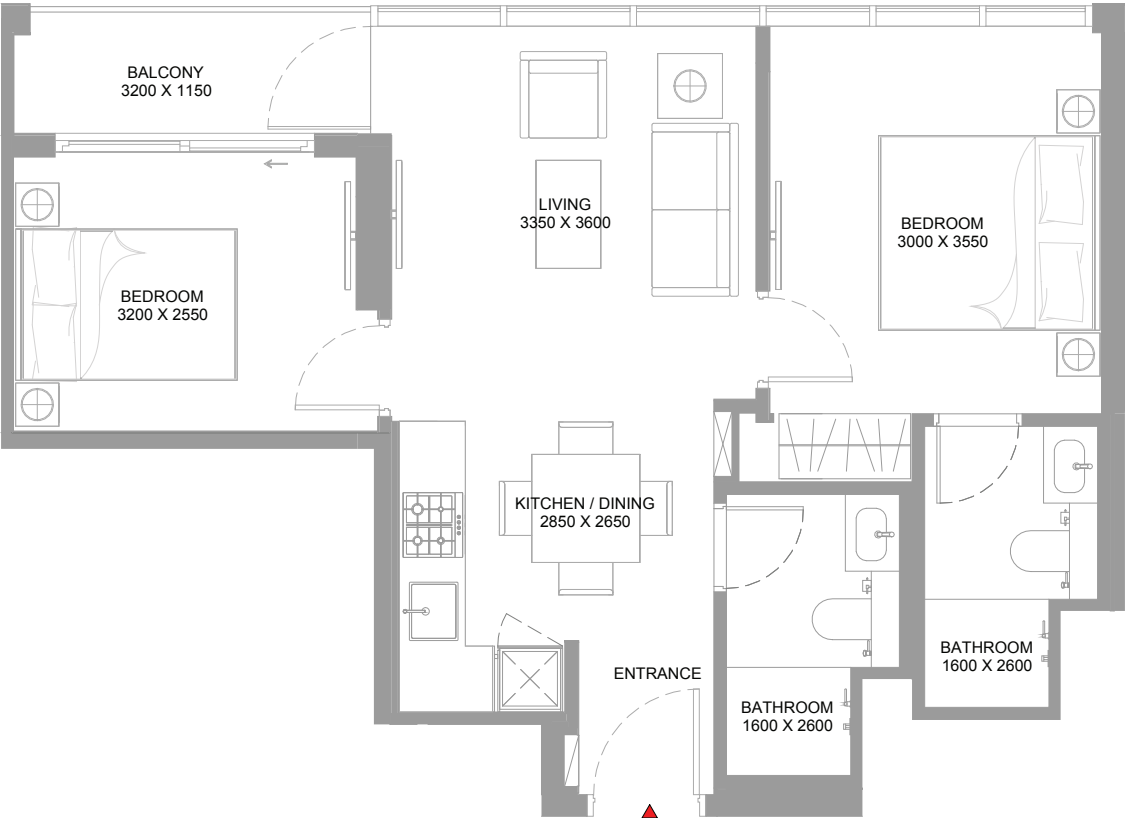 BALCONY
3200 X 1150
LIVING
3350 X 3600
BEDROOM
3000 X 3550
BEDROOM
3200 X 2550
KITCHEN / DINING
2850 X 2650
ENTRANCE
BATHROOM
1600 X 2600
BATHROOM
1600 X 2600